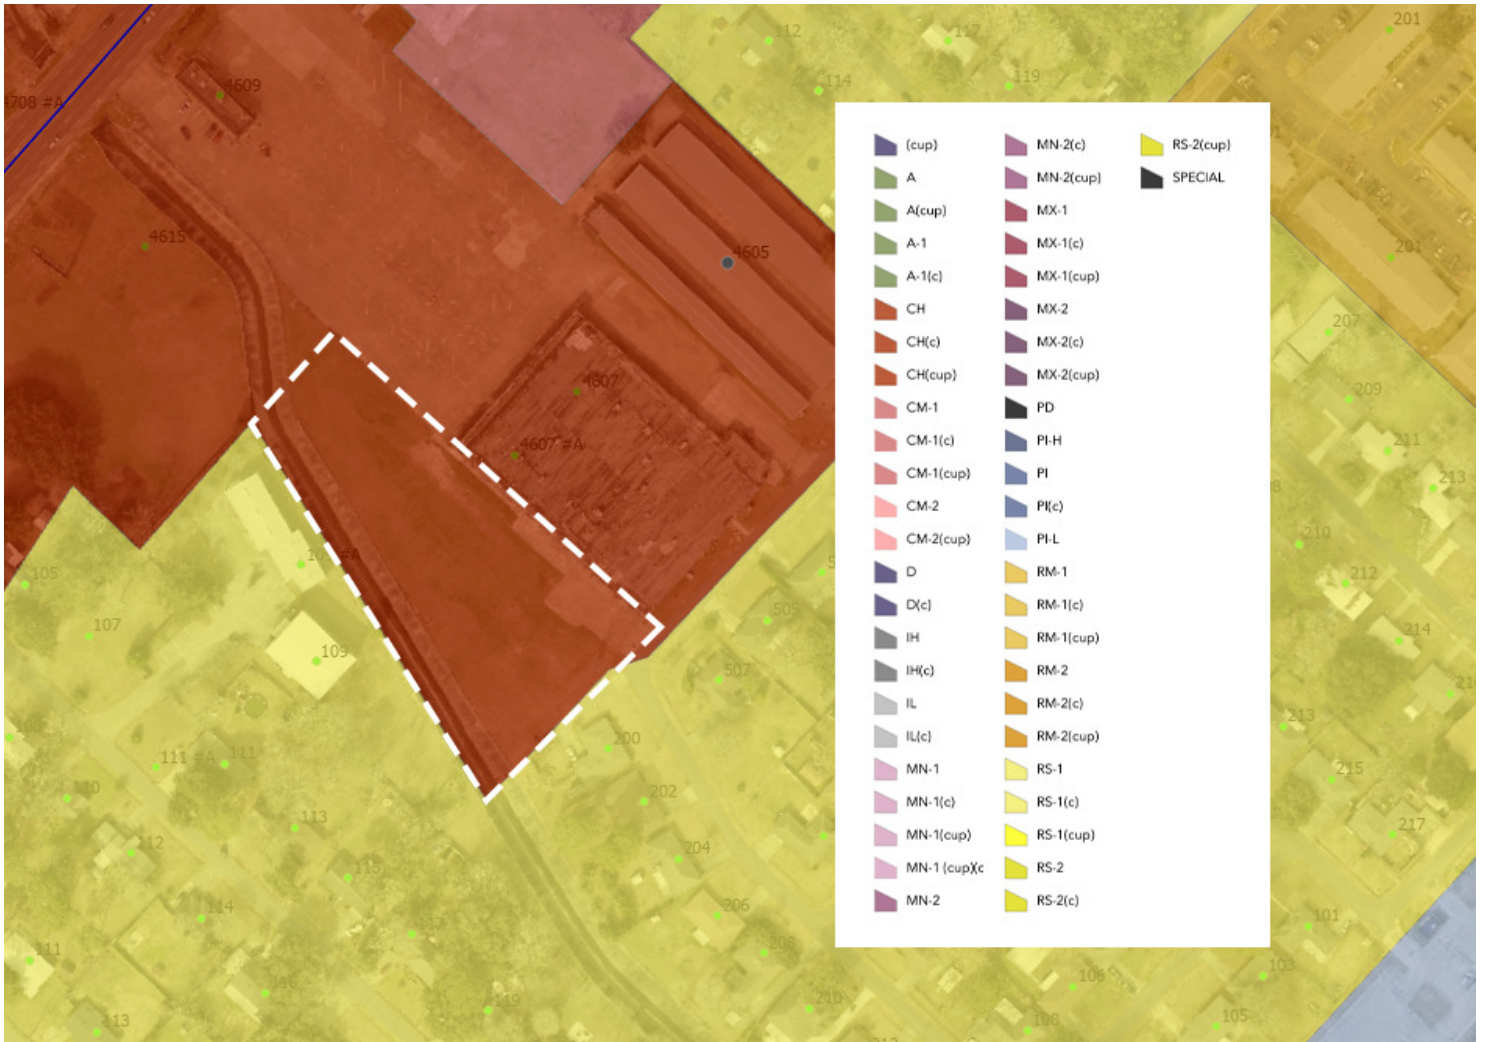 112
117
201
4609
114
119
4708 #A
(cup)
MN-2(c)
RS-2(cup)
A
MN-2(cup)
SPECIAL
A(cup)
MX-1
4615
A-1
MX-1(c)
4605
201
A-1(c)
MX-1(cup)
CH
MX-2
207
CH(c)
MX-2(c)
CH(cup)
MX-2(cup)
4607
209
CM-1
PD
4607 #A
CM-1(c)
PI-H
211
CM-1(cup)
PI
213
CM-2
PI(c)
210
CM-2(cup)
PI-L
105
D
RM-1
212
D(c)
RM-1(c)
505
107
IH
RM-1(cup)
214
109
IH(c)
RM-2
507
IL
RM-2(c)
213
IL(c)
RM-2(cup)
200
111 #A
111
MN-1
RS-1
215
110
202
MN-1(c)
RS-1(c)
113
MN-1(cup)
RS-1(cup)
217
112
204
MN-1 (cup)(c
RS-2
115
MN-2
RS-2(c)
114
206
101
111
208
103
116
106
119
210
105
113
108